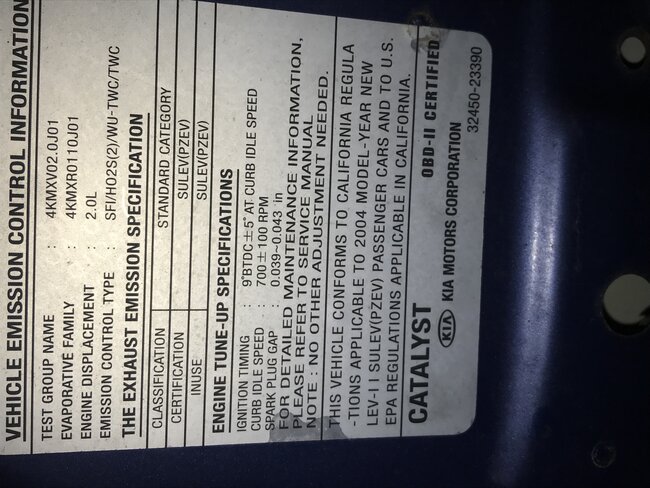 VEHICLE EMISSION CONTROL INFORMATION
TEST GROUP NAME : 4KMXV02.0J01
EVAPORATIVE FAMILY : 4KMXR0110J01
ENGINE DISPLACEMENT : 2.0L
EMISSION CONTROL TYPE : SFI/HO2S(2)/WU-TWC/TWC
THE EXHAUST EMISSION SPECIFICATION
CLASSIFICATION STANDARD CATEGORY
CERTIFICATION SULEV(PZEV)
INUSE SULEV(PZEV)
ENGINE TUNE-UP SPECIFICATIONS
IGNITION TIMING : 9°BTDC±5° AT CURB IDLE SPEED
CURB IDLE SPEED : 700±100 RPM
SPARK PLUG GAP : 0.039~0.043 in
FOR DETAILED MAINTENANCE INFORMATION,
PLEASE REFER TO SERVICE MANUAL.
NOTE : NO OTHER ADJUSTMENT NEEDED.
THIS VEHICLE CONFORMS TO CALIFORNIA REGULA
-TIONS APPLICABLE TO 2004 MODEL-YEAR NEW
LEV-II SULEV(PZEV) PASSENGER CARS AND TO U.S.
EPA REGULATIONS APPLICABLE IN CALIFORNIA.
CATALYST OBD-II CERTIFIED
KIA KIA MOTORS CORPORATION
32450-23390